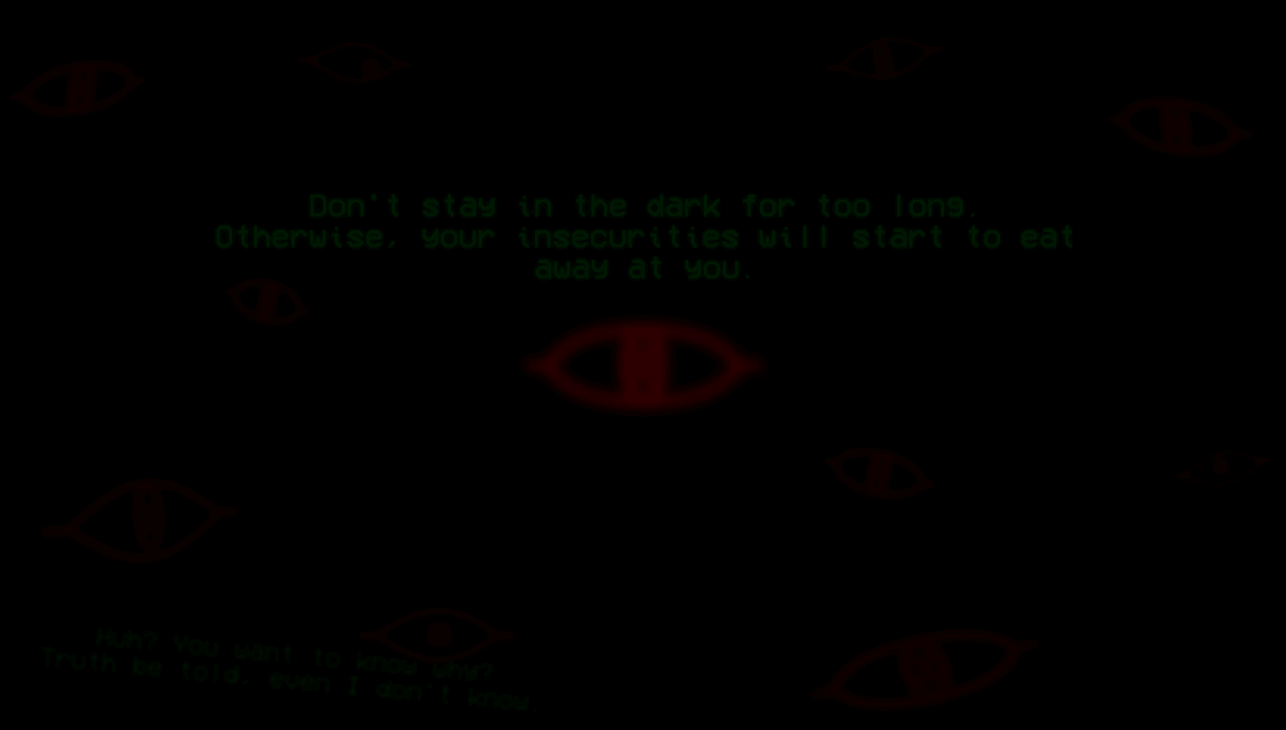 Don't stay in the dark for too long.
Otherwise, your insecurities will start to eat
away at you.
Huh? You want to know why?
Truth be told, even I don't know.